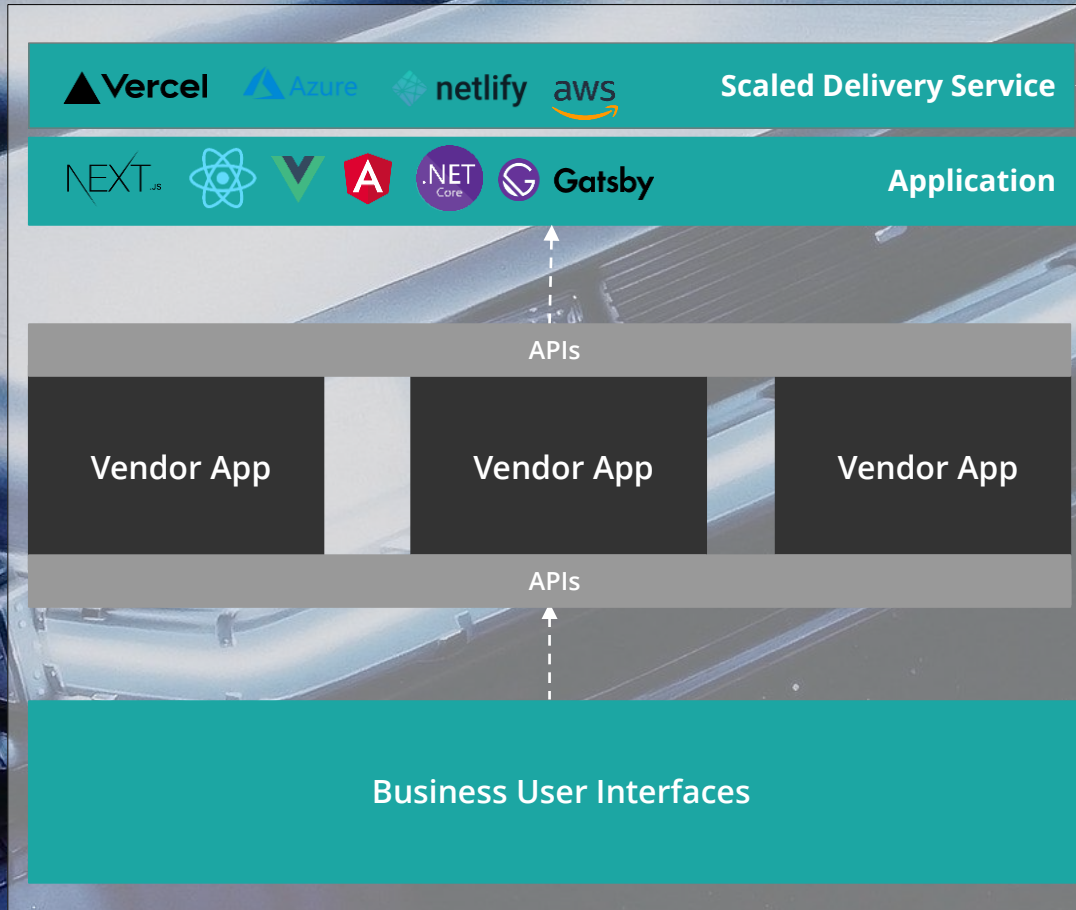 Vercel Azure netlify aws Scaled Delivery Service
NEXT.JS A .NET Core Gatsby Application
APIs
Vendor App Vendor App Vendor App
APIs
Business User Interfaces